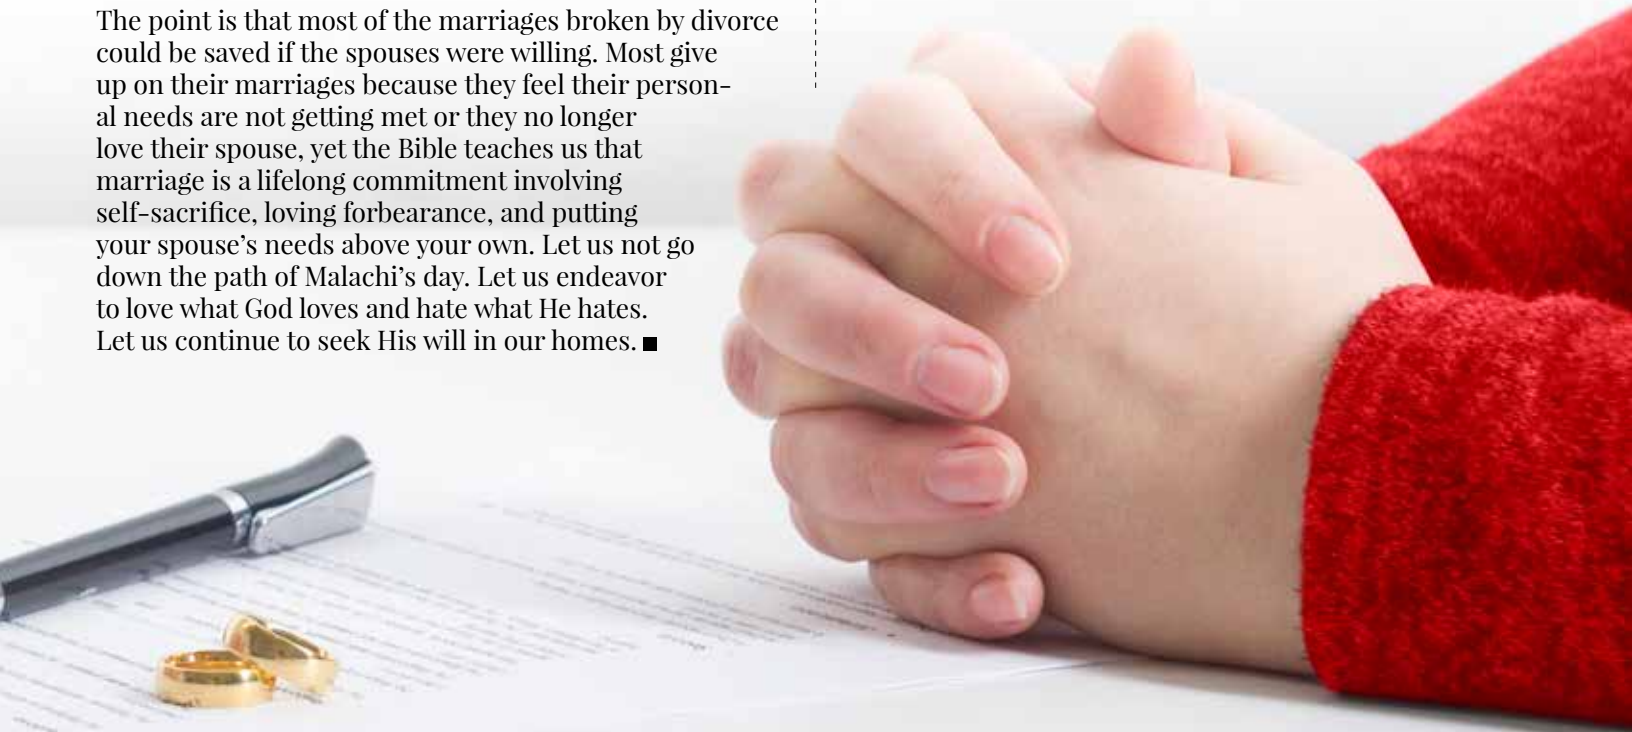 The point is that most of the marriages broken by divorce
could be saved if the spouses were willing. Most give
up on their marriages because they feel their person-
al needs are not getting met or they no longer
love their spouse, yet the Bible teaches us that
marriage is a lifelong commitment involving
self-sacrifice, loving forbearance, and putting
your spouse’s needs above your own. Let us not go
down the path of Malachi’s day. Let us endeavor
to love what God loves and hate what He hates.
Let us continue to seek His will in our homes. ■